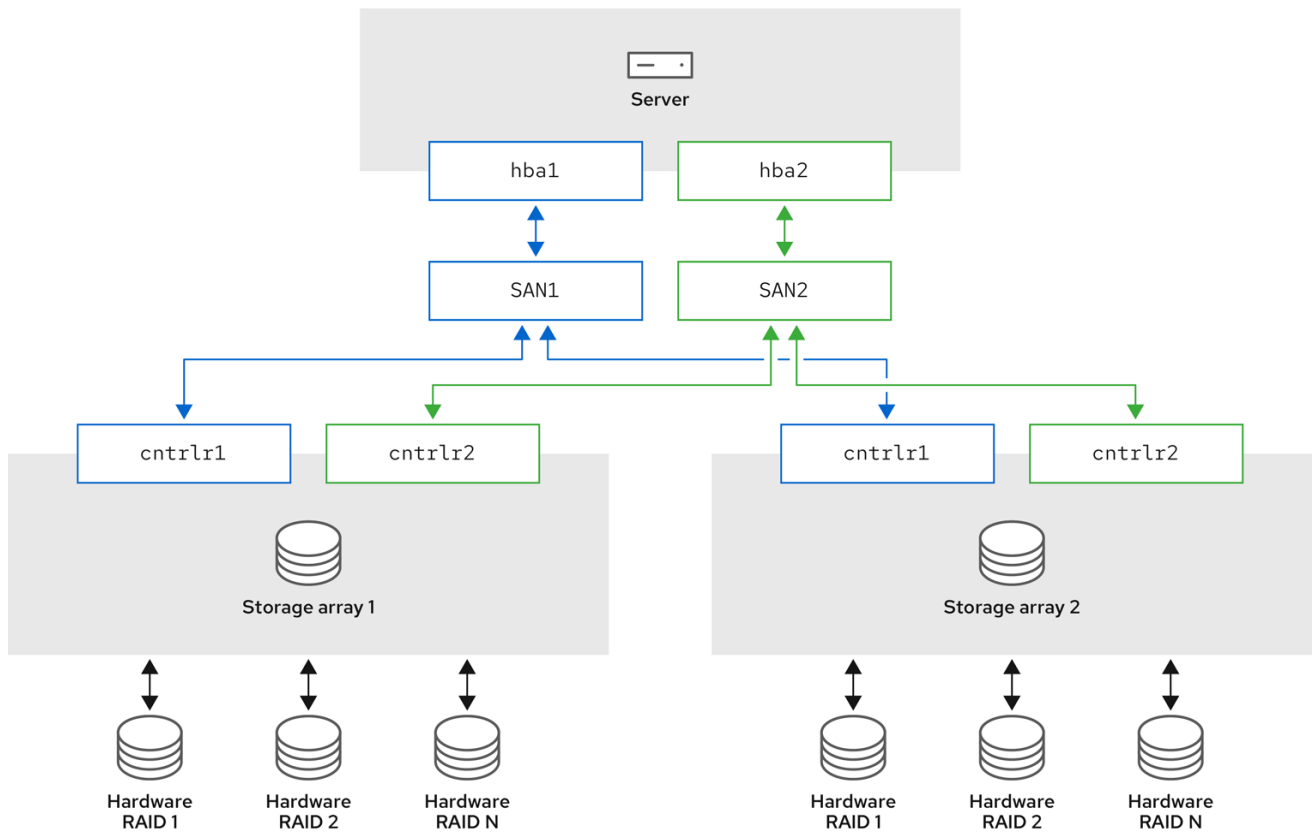 Server
hba1
hba2
SAN1
SAN2
cntrlr1
cntrlr2
cntrlr1
cntrlr2
Storage array 1
Storage array 2
Hardware
RAID 1
Hardware
RAID 2
Hardware
RAID N
Hardware
RAID 1
Hardware
RAID 2
Hardware
RAID N